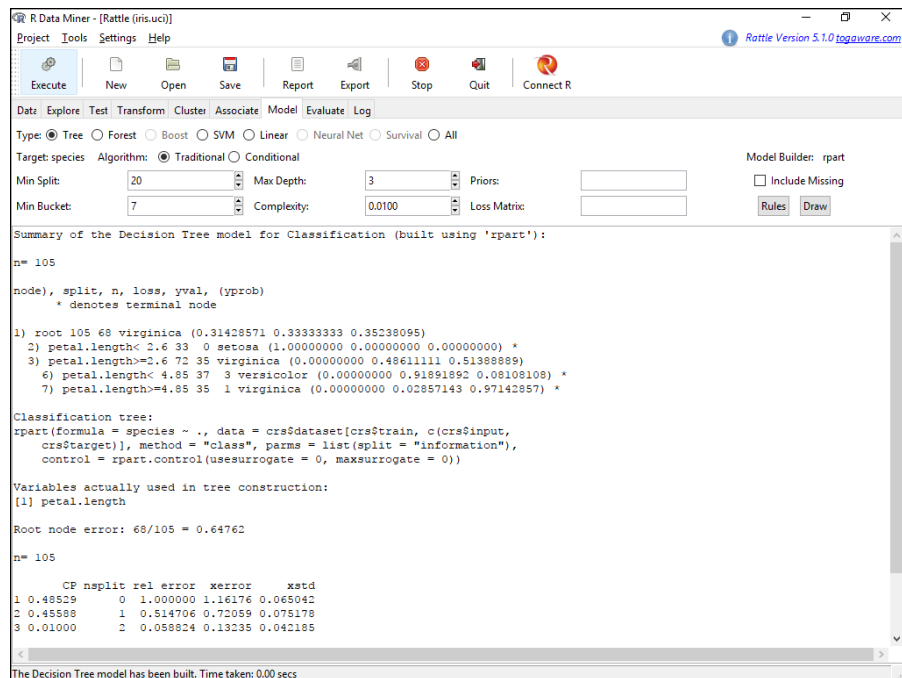 R Data Miner - [Rattle (iris.uci)]
Project Tools Settings Help
Rattle Version 5.1.0 togaware.com
Execute New Open Save Report Export Stop Quit Connect R
Data Explore Test Transform Cluster Associate Model Evaluate Log
Type: Tree Forest Boost SVM Linear Neural Net Survival All
Target: species Algorithm: Traditional Conditional Model Builder: rpart
Min Split: 20 Max Depth: 3 Priors: Include Missing
Min Bucket: 7 Complexity: 0.0100 Loss Matrix: Rules Draw
Summary of the Decision Tree model for Classification (built using 'rpart'):
n= 105
node), split, n, loss, yval, (yprob)
* denotes terminal node
1) root 105 68 virginica (0.31428571 0.33333333 0.35238095)
2) petal.length< 2.6 33 0 setosa (1.00000000 0.00000000 0.00000000) *
3) petal.length>=2.6 72 35 virginica (0.00000000 0.48611111 0.51388889)
6) petal.length< 4.85 37 3 versicolor (0.00000000 0.91891892 0.08108108) *
7) petal.length>=4.85 35 1 virginica (0.00000000 0.02857143 0.97142857) *
Classification tree:
rpart(formula = species ~ ., data = crs$dataset[crs$train, c(crs$input,
crs$target)], method = "class", parms = list(split = "information"),
control = rpart.control(usesurrogate = 0, maxsurrogate = 0))
Variables actually used in tree construction:
[1] petal.length
Root node error: 68/105 = 0.64762
n= 105
CP nsplit rel error xerror xstd
1 0.48529 0 1.000000 1.16176 0.065042
2 0.45588 1 0.514706 0.72059 0.075178
3 0.01000 2 0.058824 0.13235 0.042185
The Decision Tree model has been built. Time taken: 0.00 secs